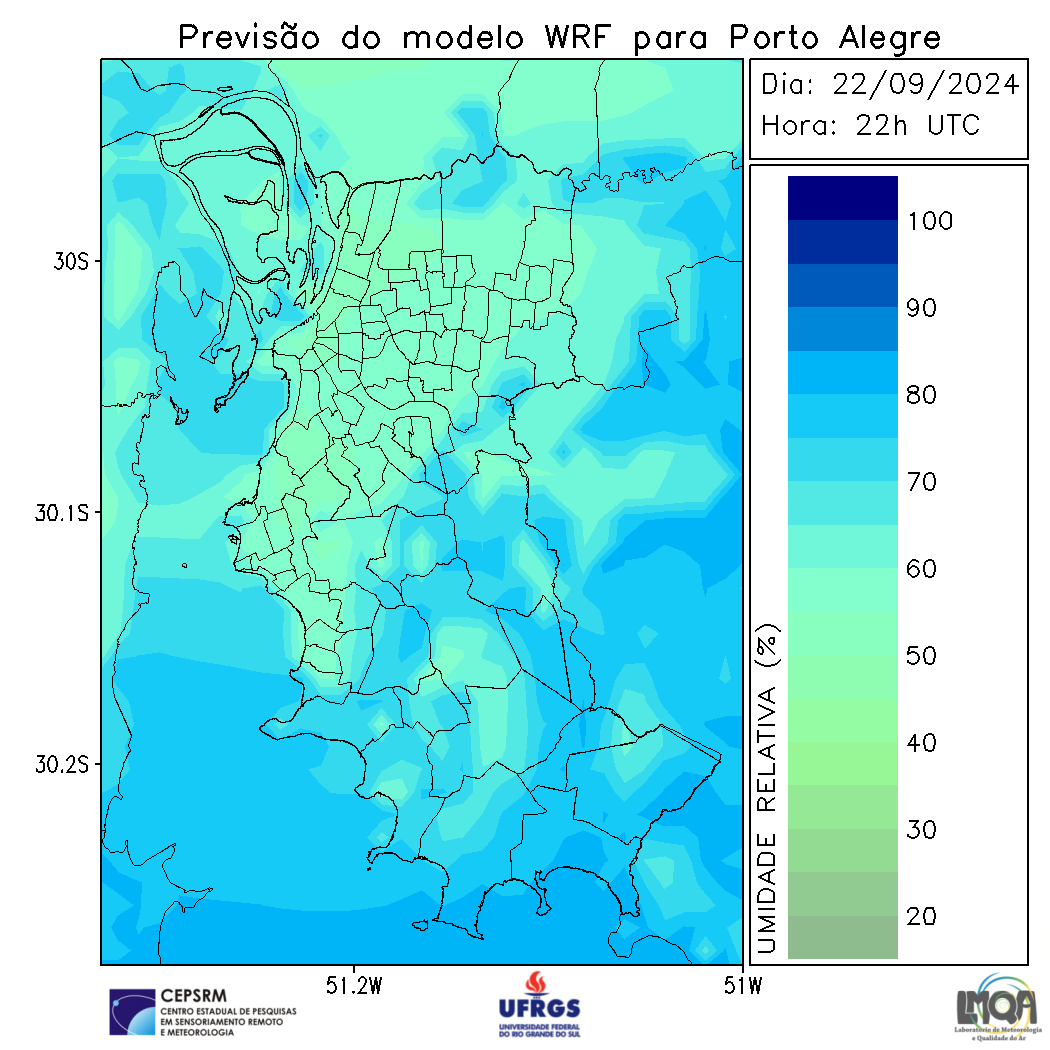 Previsão do modelo WRF para Porto Alegre
Dia: 22/09/2024
Hora: 22h UTC
100
90
80
70
60
50
40
30
20
UMIDADE RELATIVA (%)
30S
30.1S
30.2S
51.2W
51W
CEPSRM
CENTRO ESTADUAL DE PESQUISAS
EM SENSORIAMENTO REMOTO
E METEOROLOGIA
UFRGS
UNIVERSIDADE FEDERAL
DO RIO GRANDE DO SUL
LMQA
Laboratório de Meteorologia
e Qualidade do Ar